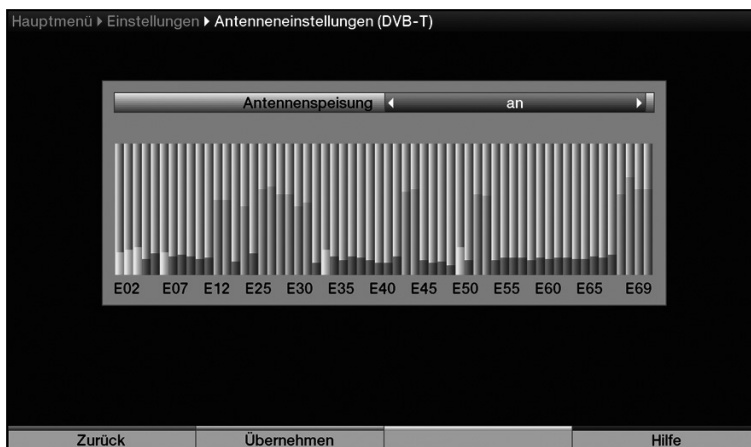 Hauptmenü ▸ Einstellungen ▸ Antenneneinstellungen (DVB-T)
Antennenspeisung ◂ an ▸
E02 E07 E12 E25 E30 E35 E40 E45 E50 E55 E60 E65 E69
Zurück Übernehmen Hilfe